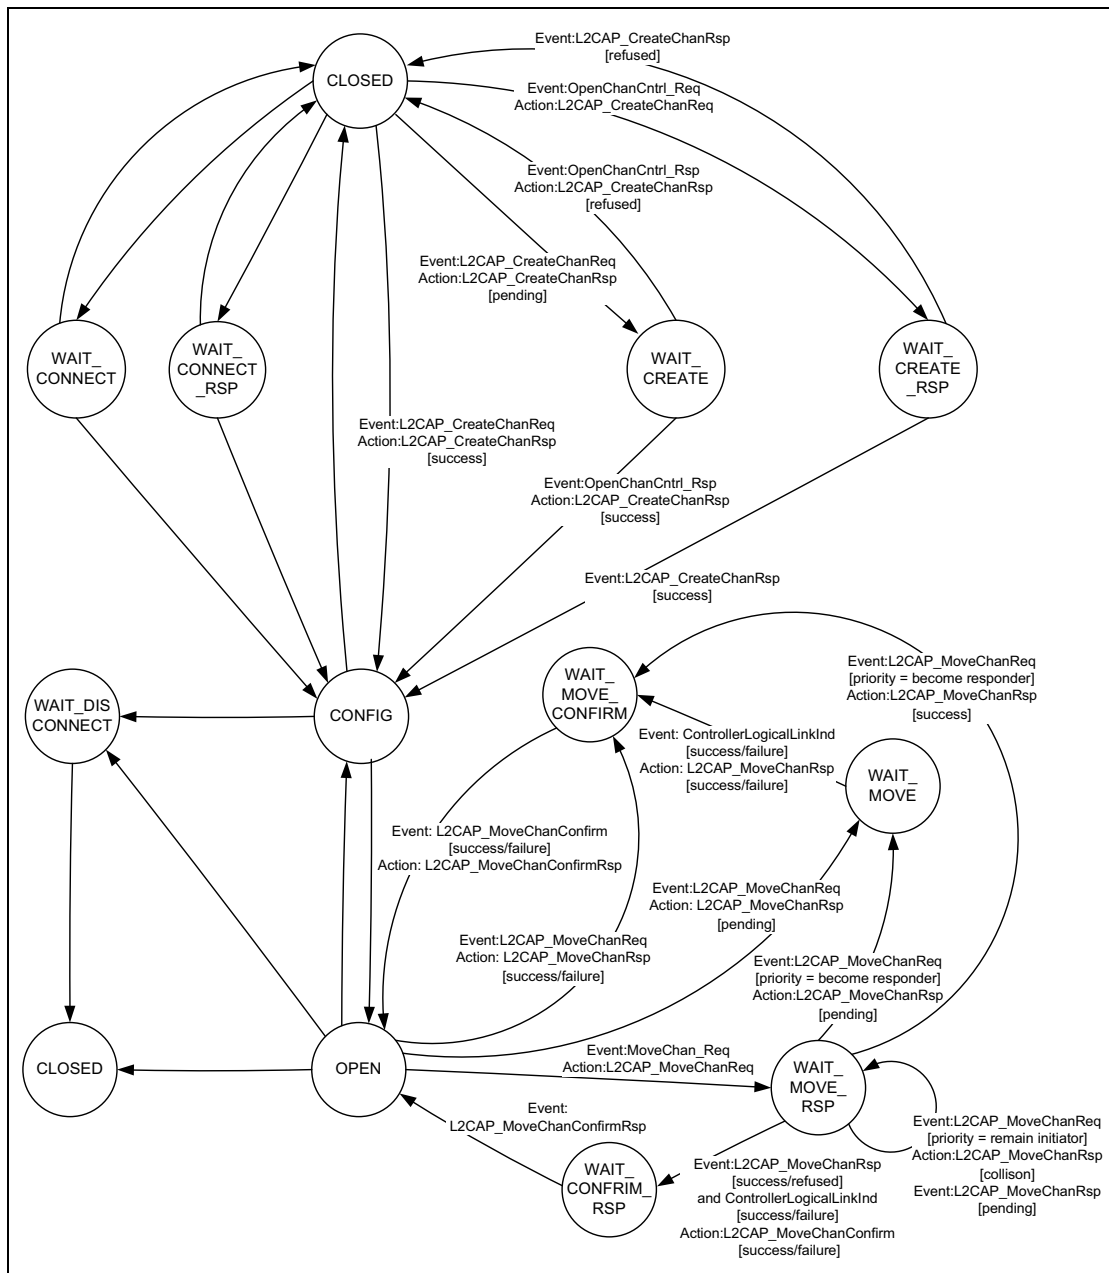 Event:L2CAP_CreateChanRsp
[refused]
CLOSED
Event:OpenChanCntrl_Req
Action:L2CAP_CreateChanReq
Event:OpenChanCntrl_Rsp
Action:L2CAP_CreateChanRsp
[refused]
Event:L2CAP_CreateChanReq
Action:L2CAP_CreateChanRsp
[pending]
WAIT_
CONNECT
WAIT_
CONNECT
_RSP
WAIT_
CREATE
WAIT_
CREATE
_RSP
Event:L2CAP_CreateChanReq
Action:L2CAP_CreateChanRsp
[success]
Event:OpenChanCntrl_Rsp
Action:L2CAP_CreateChanRsp
[success]
Event:L2CAP_CreateChanRsp
[success]
WAIT_DIS
CONNECT
CONFIG
WAIT_
MOVE_
CONFIRM
Event:L2CAP_MoveChanReq
[priority = become responder]
Action:L2CAP_MoveChanRsp
[success]
Event: ControllerLogicalLinkInd
[success/failure]
Action: L2CAP_MoveChanRsp
[success/failure]
WAIT_
MOVE
Event: L2CAP_MoveChanConfirm
[success/failure]
Action: L2CAP_MoveChanConfirmRsp
Event:L2CAP_MoveChanReq
Action: L2CAP_MoveChanRsp
[pending]
Event:L2CAP_MoveChanReq
Action: L2CAP_MoveChanRsp
[success/failure]
Event:L2CAP_MoveChanReq
[priority = become responder]
Action:L2CAP_MoveChanRsp
[pending]
CLOSED
OPEN
Event:MoveChan_Req
Action:L2CAP_MoveChanReq
WAIT_
MOVE_
RSP
Event:
L2CAP_MoveChanConfirmRsp
Event:L2CAP_MoveChanReq
[priority = remain initiator]
Action:L2CAP_MoveChanRsp
[collison]
Event:L2CAP_MoveChanRsp
[pending]
WAIT_
CONFRIM_
RSP
Event:L2CAP_MoveChanRsp
[success/refused]
and ControllerLogicalLinkInd
[success/failure]
Action:L2CAP_MoveChanConfirm
[success/failure]